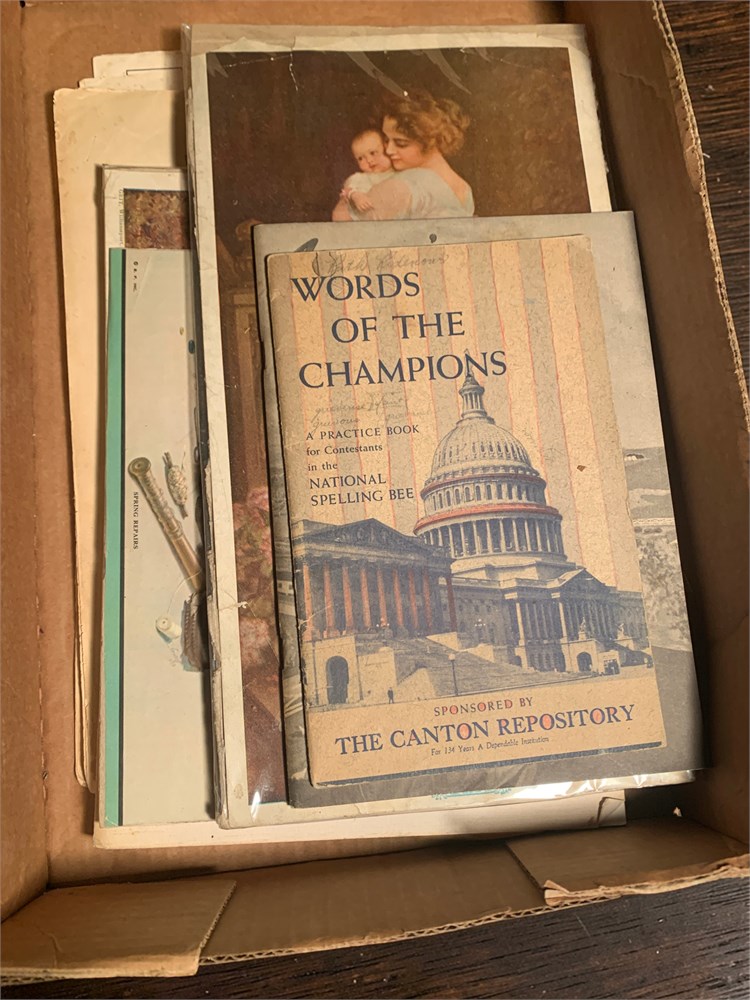 WORDS
OF THE
CHAMPIONS
A PRACTICE BOOK
for Contestants
in the
NATIONAL
SPELLING BEE
SPONSORED BY
THE CANTON REPOSITORY
For 134 Years A Dependable Institution
SPRING REPAIRS